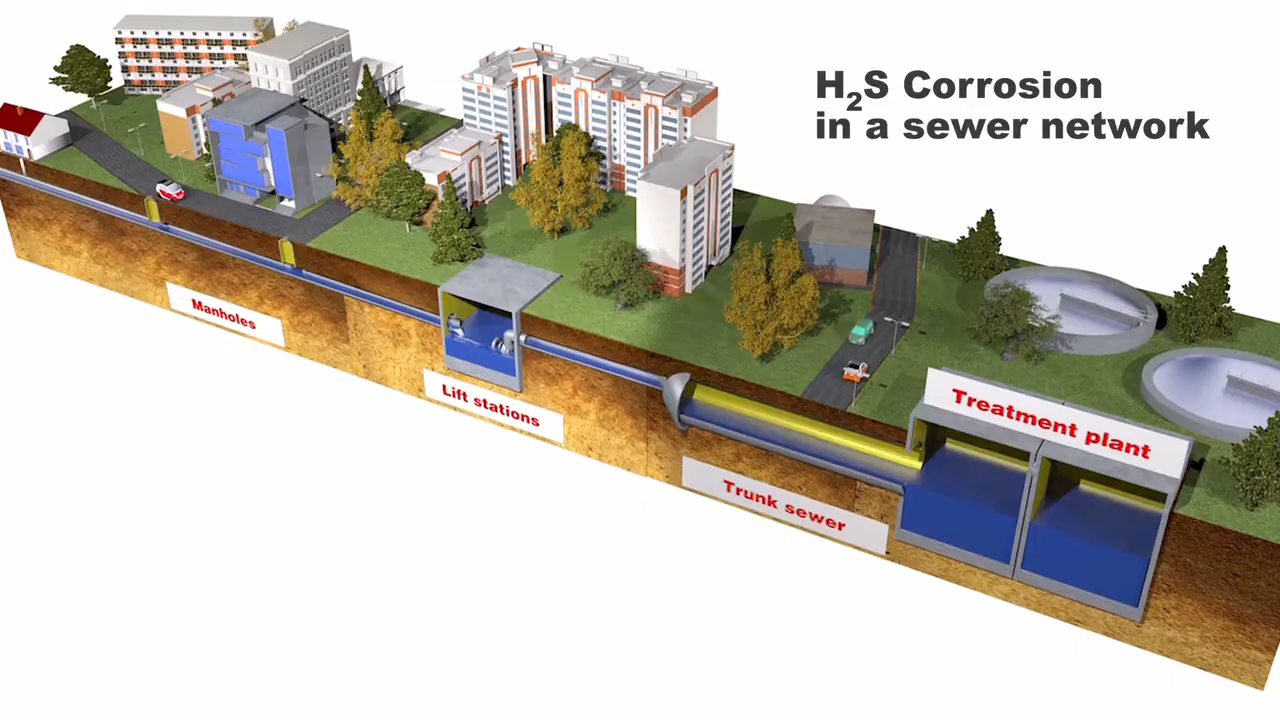 H₂S Corrosion
in a sewer network
Manholes
Lift stations
Trunk sewer
Treatment plant